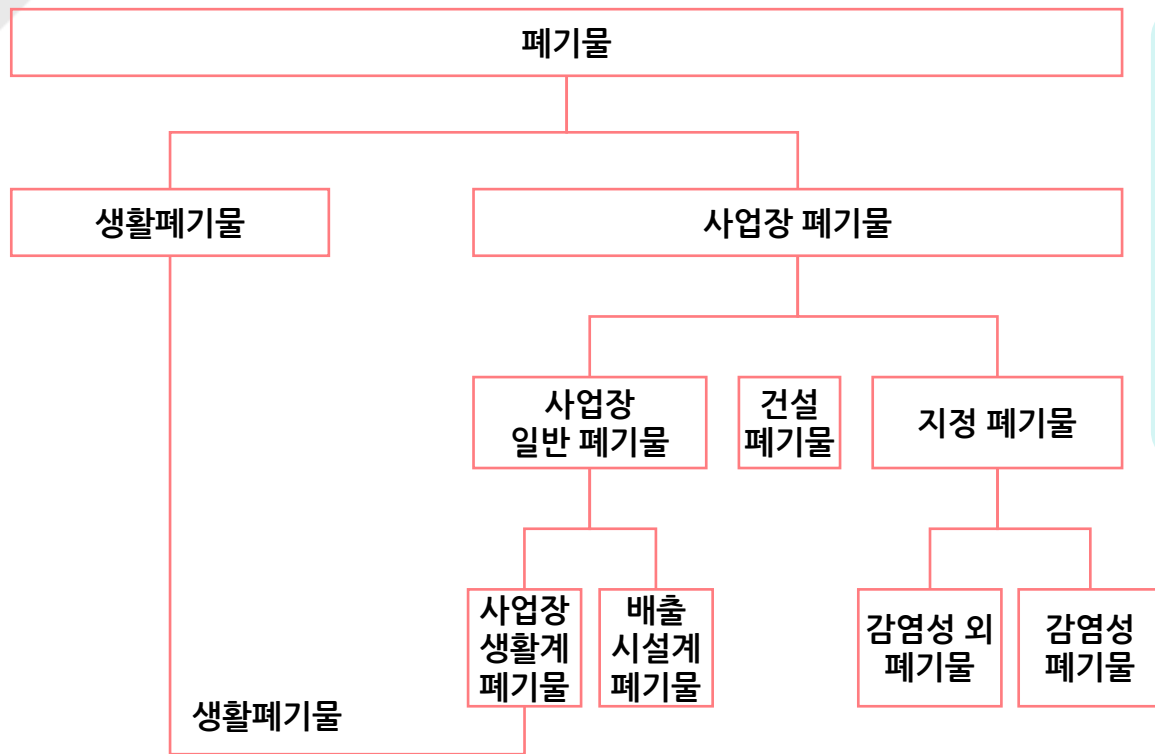 폐기물
생활폐기물
사업장 폐기물
사업장
일반 폐기물
건설
폐기물
지정 폐기물
사업장
생활계
폐기물
배출
시설계
폐기물
감염성 외
폐기물
감염성
폐기물
생활폐기물